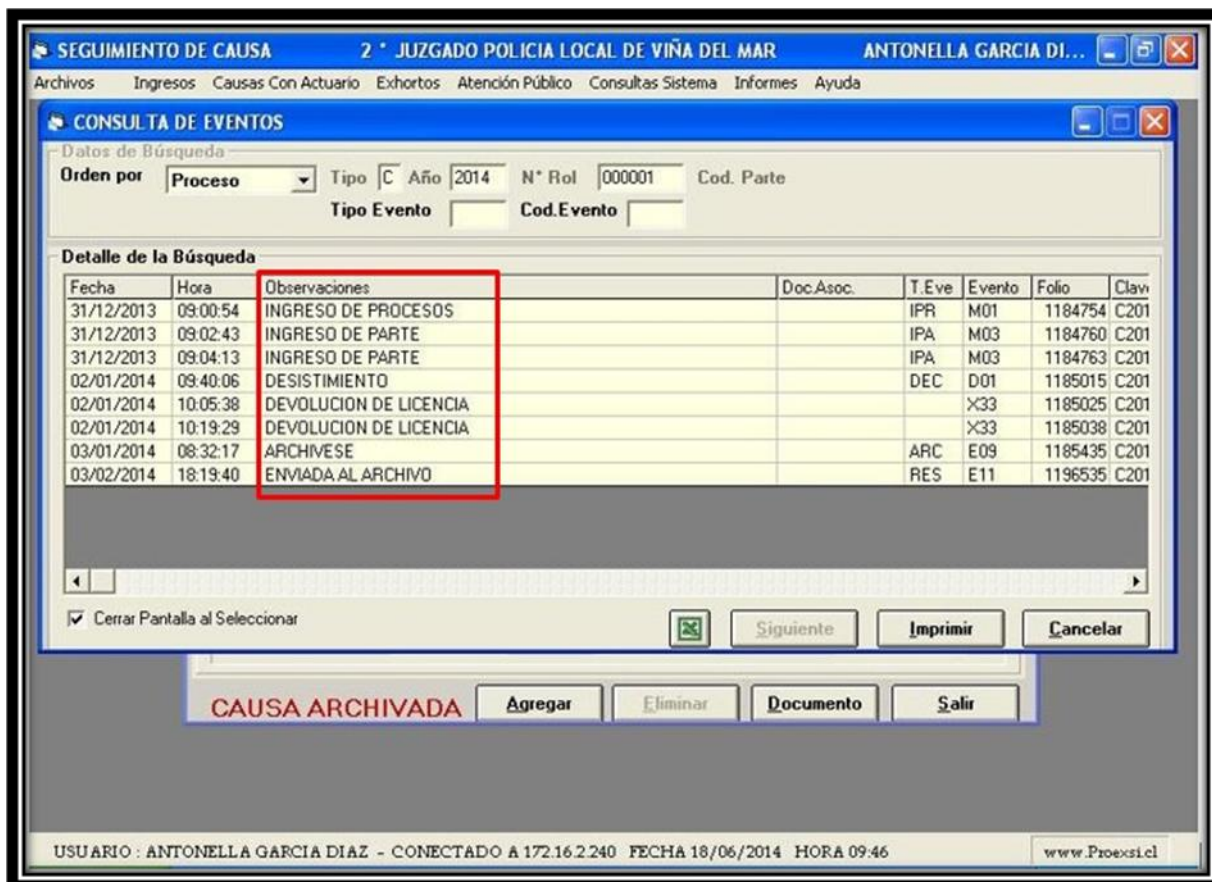 SEGUIMIENTO DE CAUSA 2 ° JUZGADO POLICIA LOCAL DE VIÑA DEL MAR ANTONELLA GARCIA DI...
Archivos Ingresos Causas Con Actuario Exhortos Atención Público Consultas Sistema Informes Ayuda
CONSULTA DE EVENTOS
Datos de Búsqueda
Orden por Proceso Tipo C Año 2014 N° Rol 000001 Cod. Parte
Tipo Evento Cod.Evento
Detalle de la Búsqueda
Fecha Hora Observaciones Doc.Asoc. T.Eve Evento Folio Clav
31/12/2013 09:00:54 INGRESO DE PROCESOS IPR M01 1184754 C201
31/12/2013 09:02:43 INGRESO DE PARTE IPA M03 1184760 C201
31/12/2013 09:04:13 INGRESO DE PARTE IPA M03 1184763 C201
02/01/2014 09:40:06 DESISTIMIENTO DEC D01 1185015 C201
02/01/2014 10:05:38 DEVOLUCION DE LICENCIA X33 1185025 C201
02/01/2014 10:19:29 DEVOLUCION DE LICENCIA X33 1185038 C201
03/01/2014 08:32:17 ARCHIVESE ARC E09 1185435 C201
03/02/2014 18:19:40 ENVIADA AL ARCHIVO RES E11 1196535 C201
Cerrar Pantalla al Seleccionar Siguiente Imprimir Cancelar
CAUSA ARCHIVADA Agregar Eliminar Documento Salir
USUARIO : ANTONELLA GARCIA DIAZ - CONECTADO A 172.16.2.240 FECHA 18/06/2014 HORA 09:46 www.Proexsi.cl